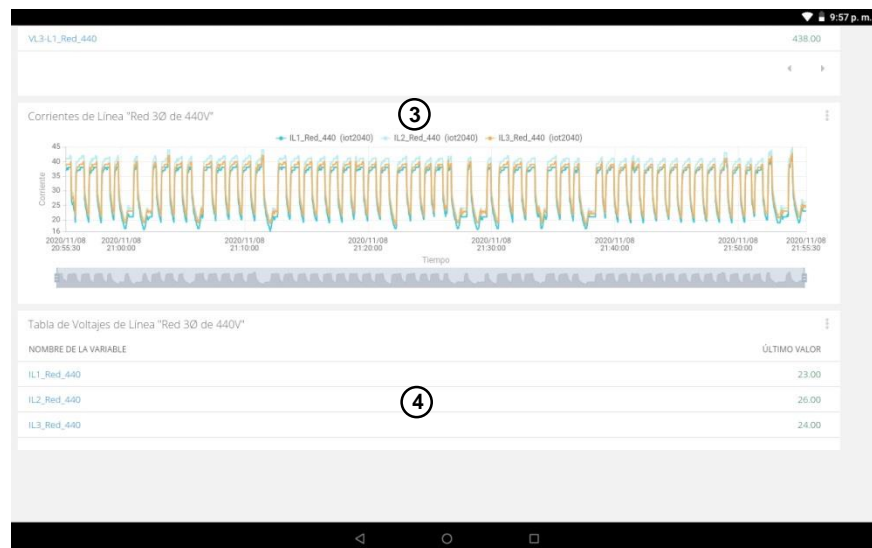 9:57 p. m.
VL3-L1_Red_440 438.00
Corrientes de Línea "Red 3Ø de 440V"
3
IL1_Red_440 (iot2040) IL2_Red_440 (iot2040) IL3_Red_440 (iot2040)
45
40
35
30
25
20
16
Corriente
2020/11/08 2020/11/08 2020/11/08 2020/11/08 2020/11/08 2020/11/08 2020/11/08 2020/11/08
20:55:30 21:00:00 21:10:00 21:20:00 21:30:00 21:40:00 21:50:00 21:55:30
Tiempo
Tabla de Voltajes de Línea "Red 3Ø de 440V"
NOMBRE DE LA VARIABLE ÚLTIMO VALOR
IL1_Red_440 23.00
IL2_Red_440 26.00
4
IL3_Red_440 24.00